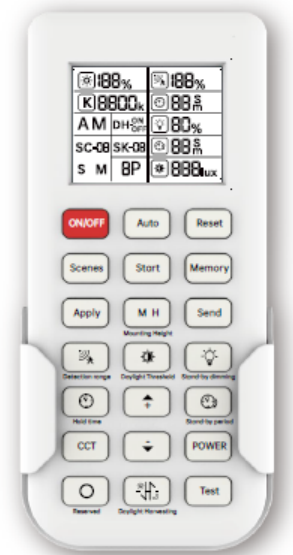 188% 188%
K 8800k 88 s m
AM DH-ON OFF 80%
SC-08 SK-08 88 s m
S M BP 888lux
ON/OFF Auto Reset
Scenes Start Memory
Apply M H Send
Mounting Height
Detection range Daylight Threshold Stand-by dimming
+
Hold time Stand-by period
CCT - POWER
Test
Reserved Daylight Harvesting